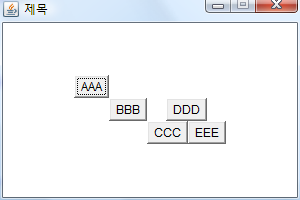 제목
AAA
BBB DDD
CCC EEE